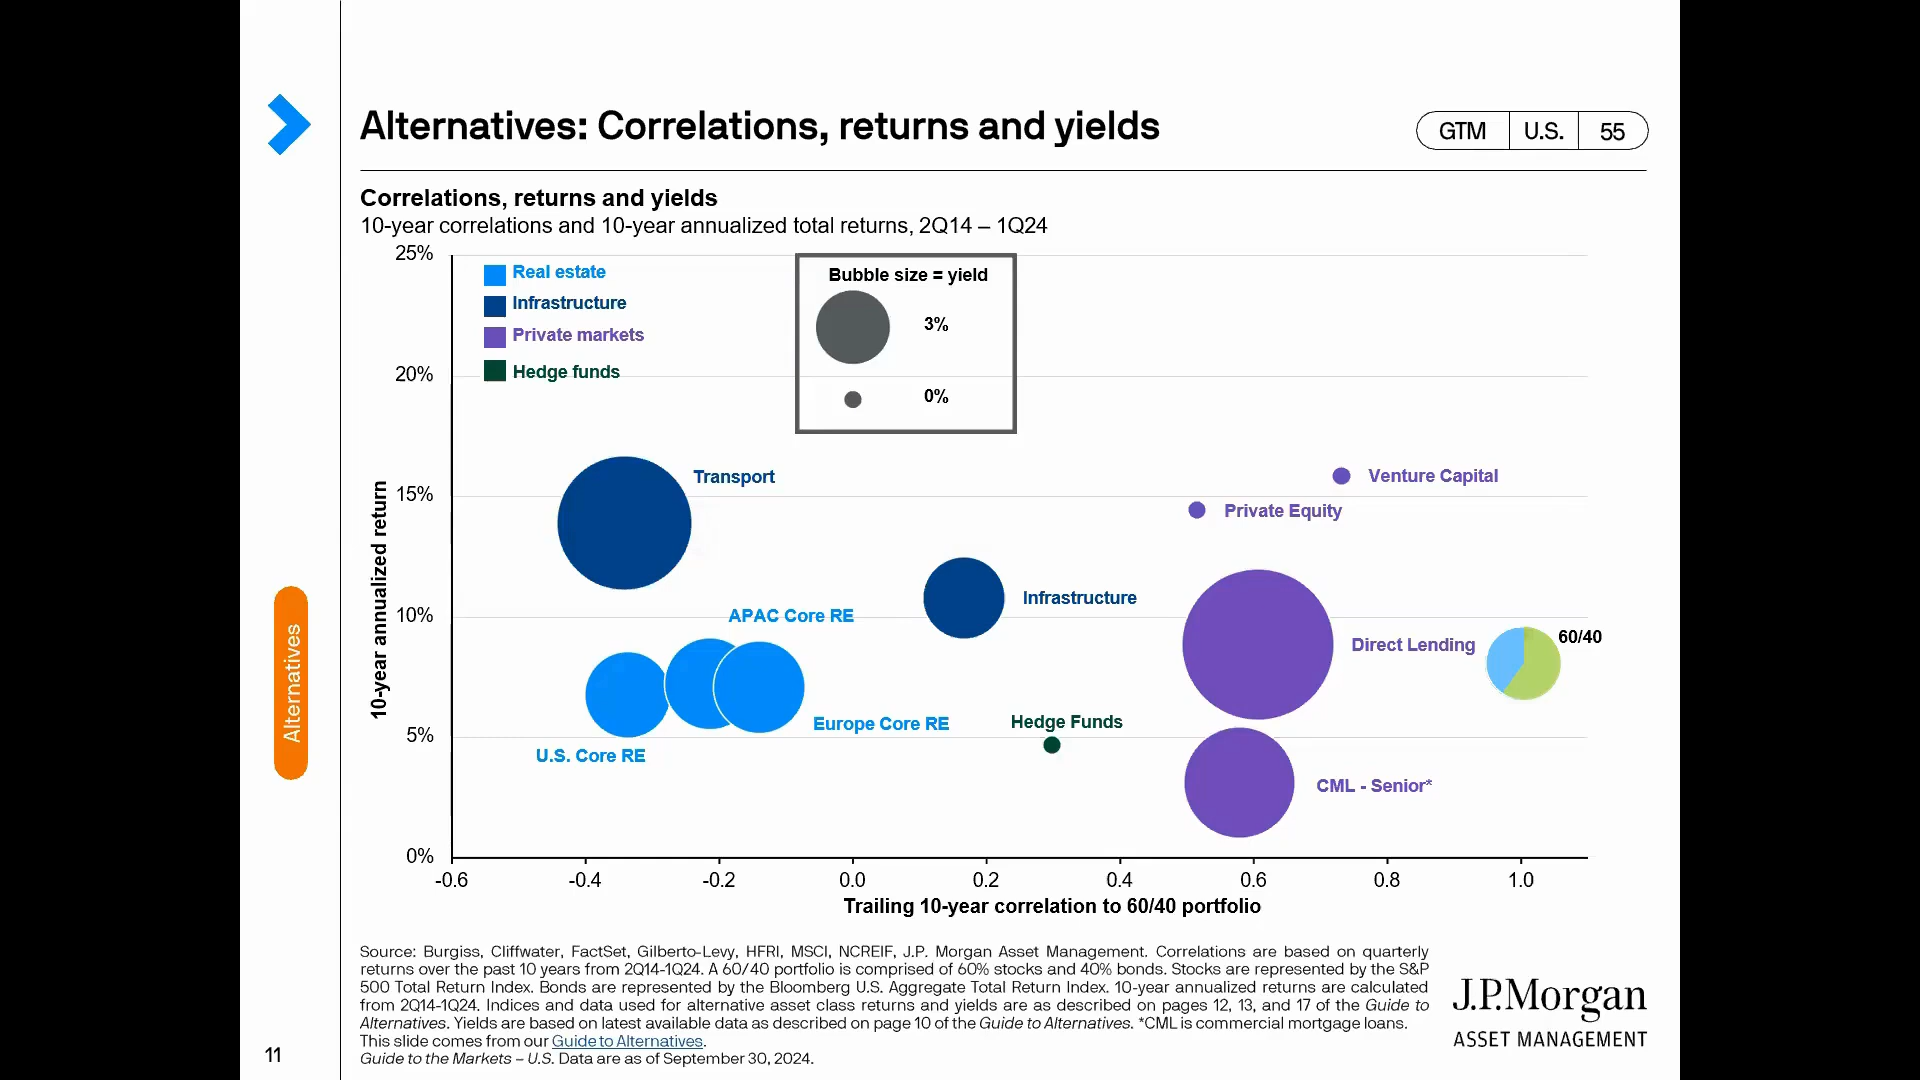 Alternatives: Correlations, returns and yields
GTM U.S. 55
Correlations, returns and yields
10-year correlations and 10-year annualized total returns, 2Q14 – 1Q24
25%
20%
15%
10%
5%
0%
10-year annualized return
Real estate
Infrastructure
Private markets
Hedge funds
Bubble size = yield
3%
0%
Transport
Venture Capital
Private Equity
Infrastructure
APAC Core RE
Direct Lending
60/40
Europe Core RE
Hedge Funds
U.S. Core RE
CML - Senior*
-0.6 -0.4 -0.2 0.0 0.2 0.4 0.6 0.8 1.0
Trailing 10-year correlation to 60/40 portfolio
Alternatives
Source: Burgiss, Cliffwater, FactSet, Gilberto-Levy, HFRI, MSCI, NCREIF, J.P. Morgan Asset Management. Correlations are based on quarterly
returns over the past 10 years from 2Q14-1Q24. A 60/40 portfolio is comprised of 60% stocks and 40% bonds. Stocks are represented by the S&P
500 Total Return Index. Bonds are represented by the Bloomberg U.S. Aggregate Total Return Index. 10-year annualized returns are calculated
from 2Q14-1Q24. Indices and data used for alternative asset class returns and yields are as described on pages 12, 13, and 17 of the Guide to
Alternatives. Yields are based on latest available data as described on page 10 of the Guide to Alternatives. *CML is commercial mortgage loans.
This slide comes from our Guide to Alternatives.
Guide to the Markets – U.S. Data are as of September 30, 2024.
J.P.Morgan
ASSET MANAGEMENT
11